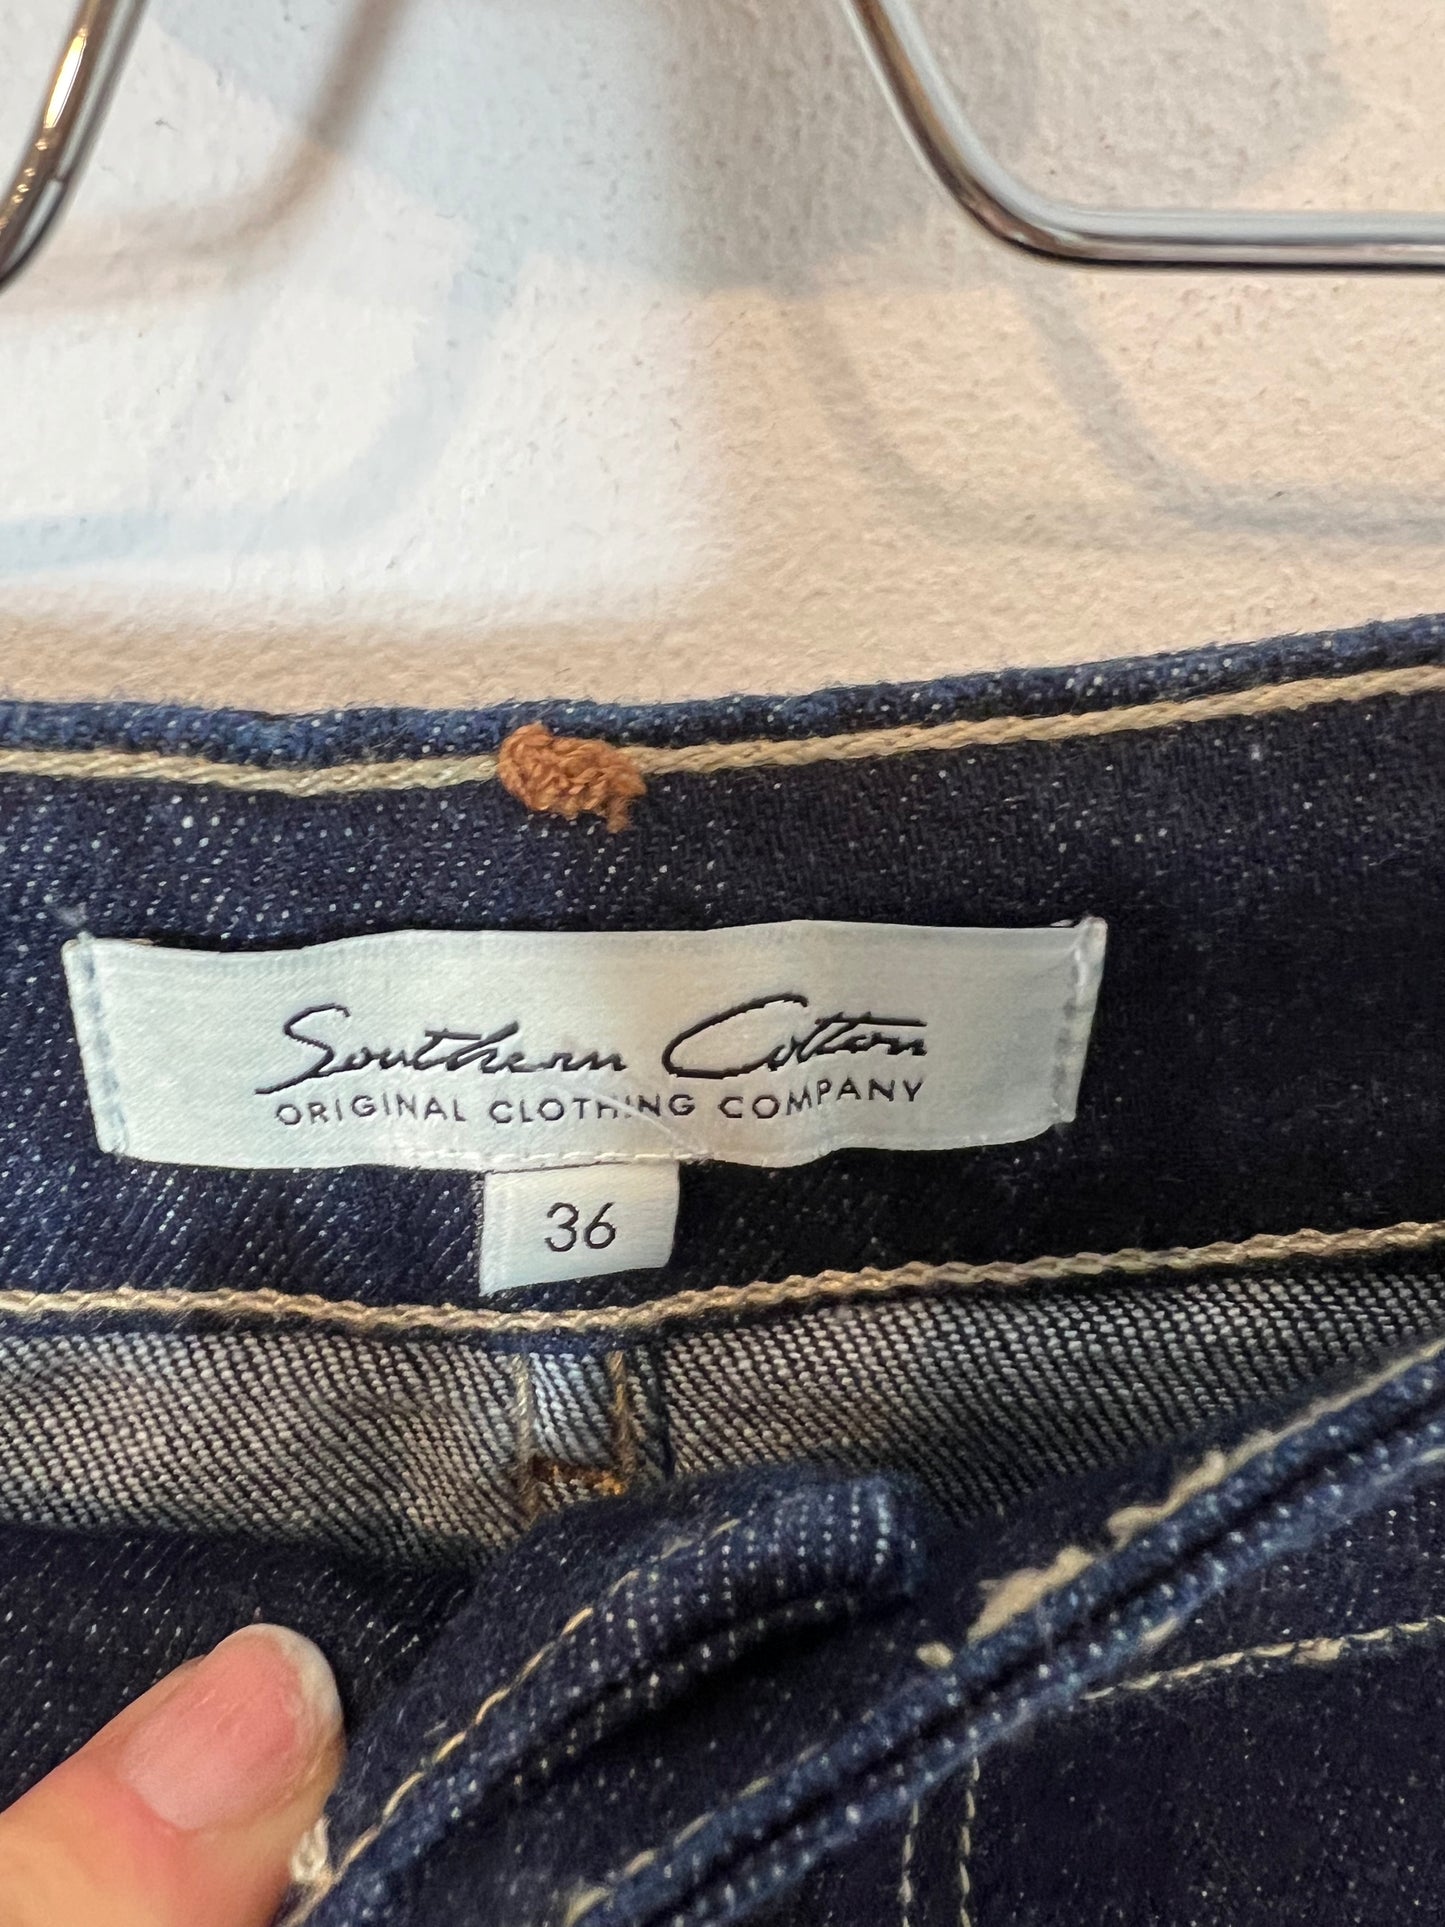 Southern Cotton
ORIGINAL CLOTHING COMPANY
36